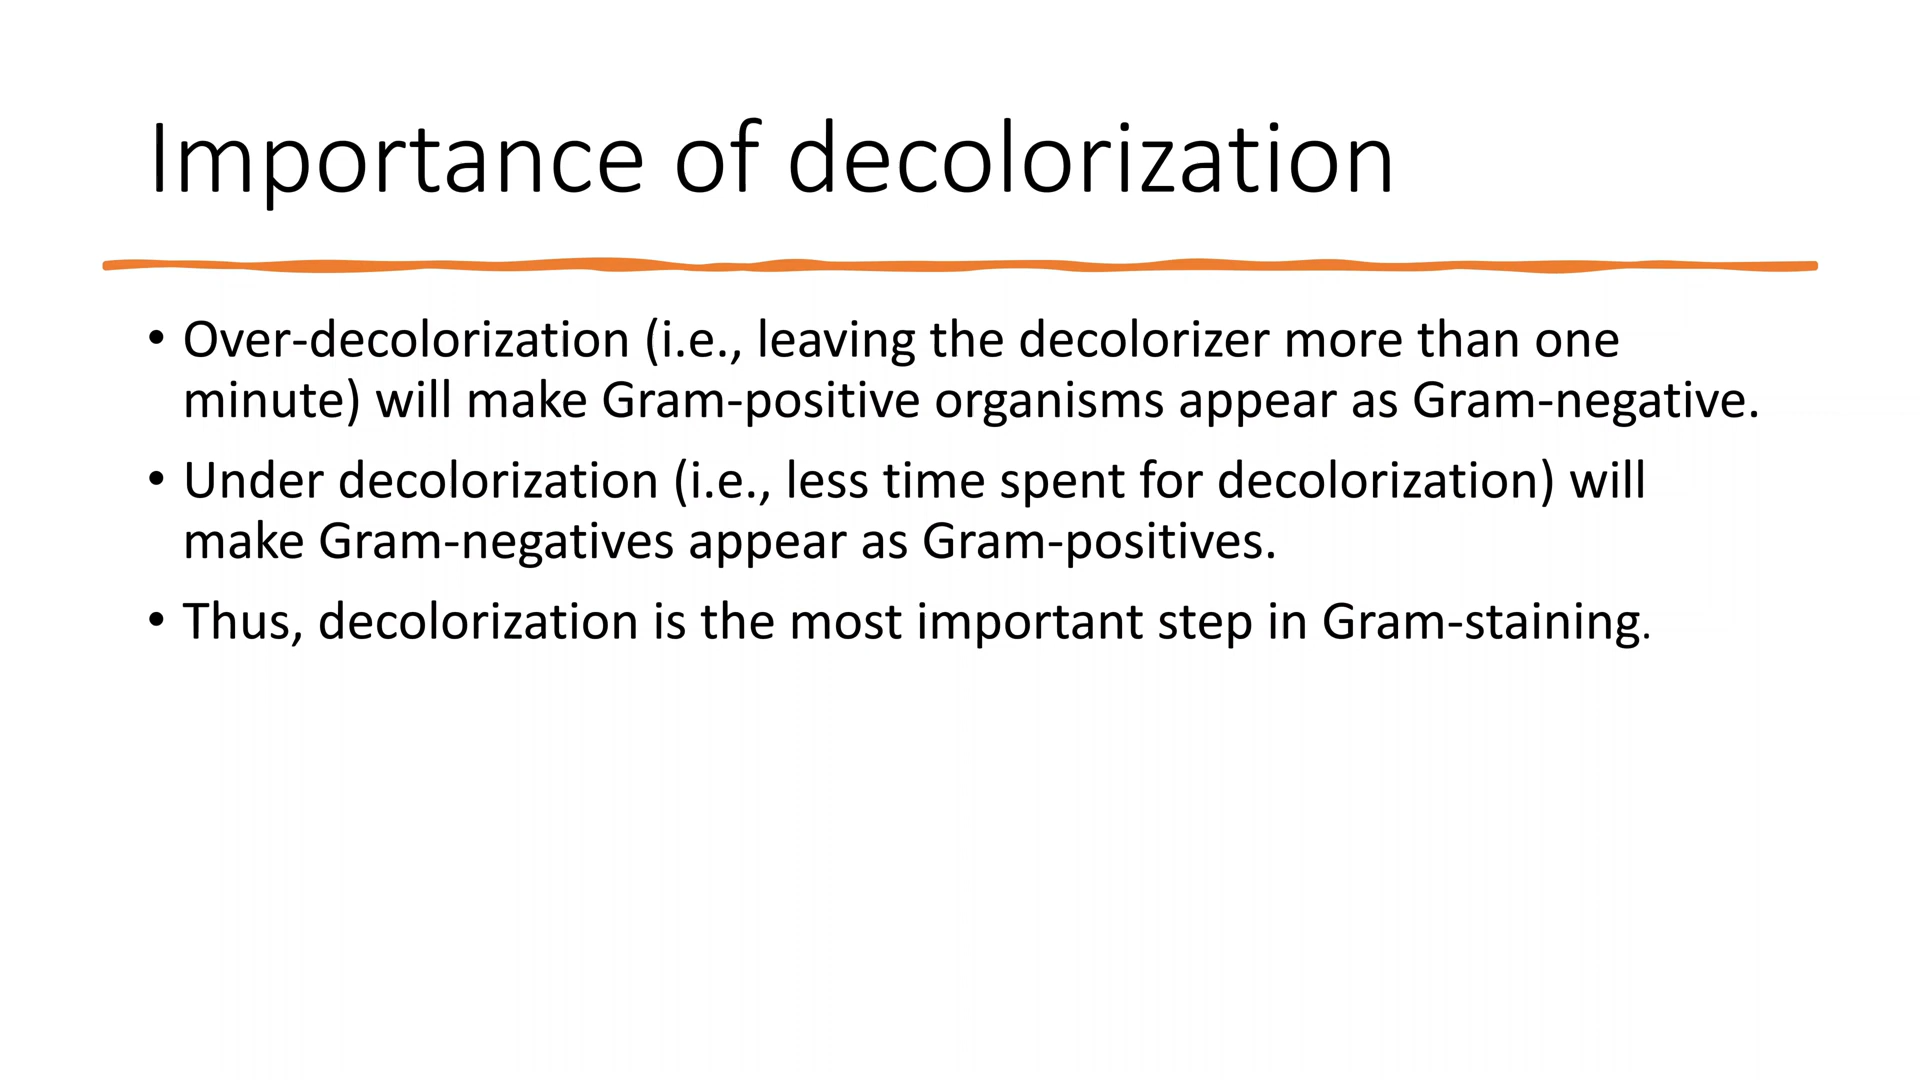 Importance of decolorization
• Over-decolorization (i.e., leaving the decolorizer more than one
minute) will make Gram-positive organisms appear as Gram-negative.
• Under decolorization (i.e., less time spent for decolorization) will
make Gram-negatives appear as Gram-positives.
• Thus, decolorization is the most important step in Gram-staining.